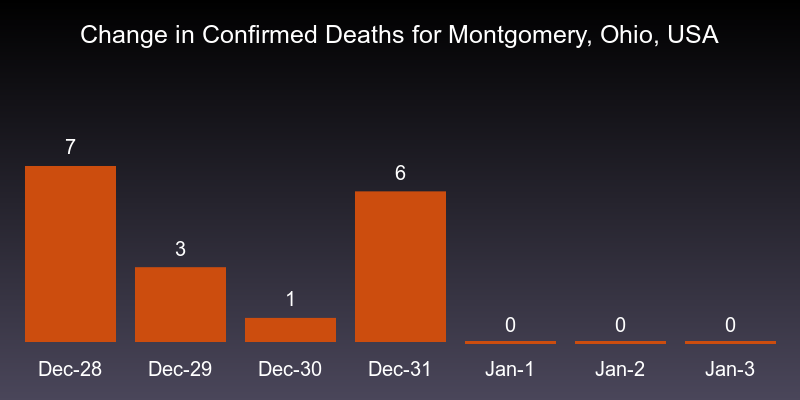 Change in Confirmed Deaths for Montgomery, Ohio, USA
7
3
1
6
0
0
0
Dec-28
Dec-29
Dec-30
Dec-31
Jan-1
Jan-2
Jan-3